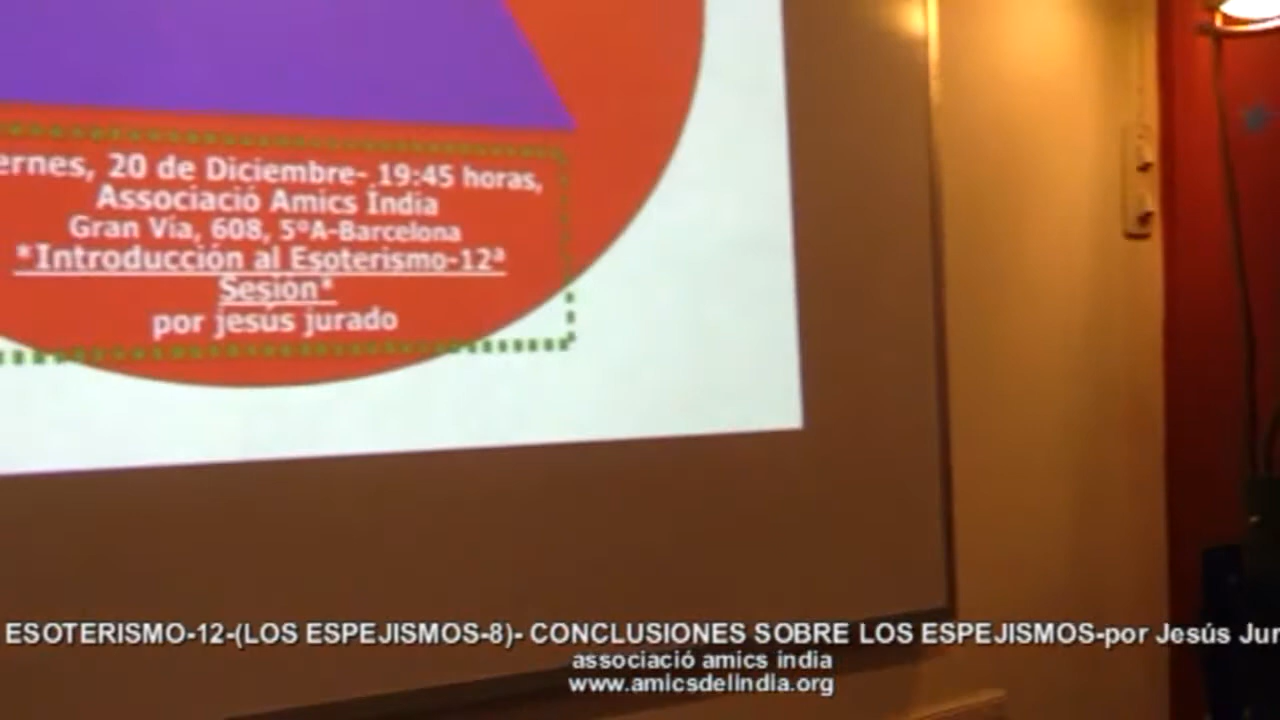 ernes, 20 de Diciembre- 19:45 horas,
Associació Amics Índia
Gran Vía, 608, 5ºA-Barcelona
*Introducción al Esoterismo-12ª
Sesión*
por jesús jurado
ESOTERISMO-12-(LOS ESPEJISMOS-8)- CONCLUSIONES SOBRE LOS ESPEJISMOS-por Jesús Jur
associació amics india
www.amicsdelindia.org